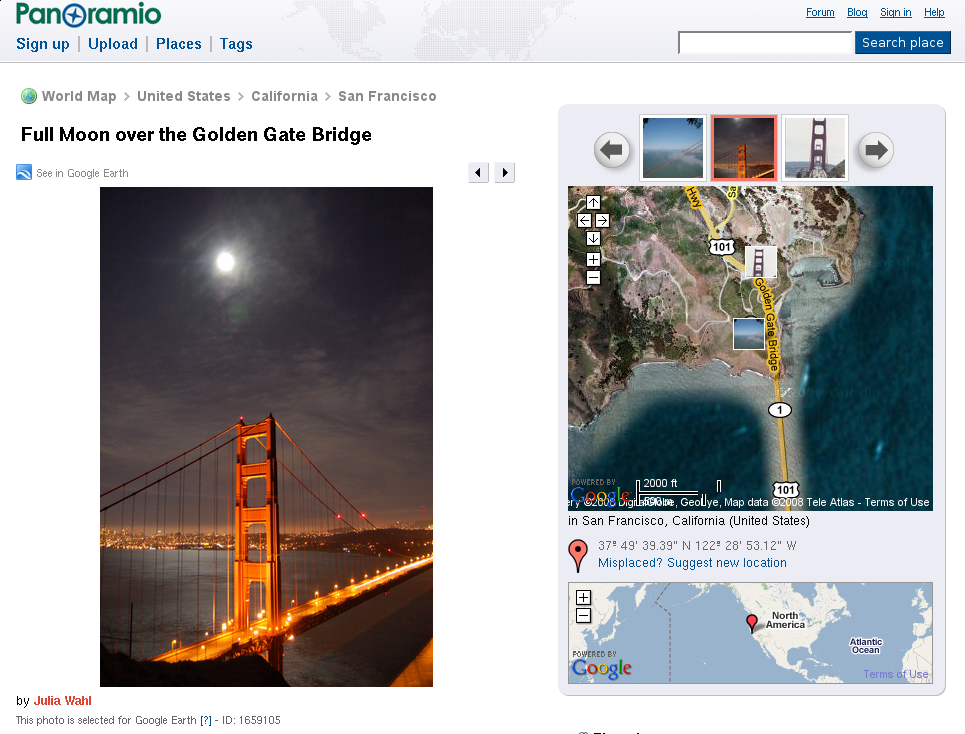 Panoramio
Forum Blog Sign in Help
Sign up | Upload | Places | Tags
Search place
World Map > United States > California > San Francisco
Full Moon over the Golden Gate Bridge
See in Google Earth
Hwy
Sa
101
Golden Gate Bridge
1
101
POWERED BY
Google
2000 ft
500 m
©2008 DigitalGlobe, GeoEye, Map data ©2008 Tele Atlas - Terms of Use
in San Francisco, California (United States)
37º 49' 39.39" N 122º 28' 53.12" W
Misplaced? Suggest new location
North
America
Atlantic
Ocean
POWERED BY
Google
Terms of Use
by Julia Wahl
This photo is selected for Google Earth [?] - ID: 1659105